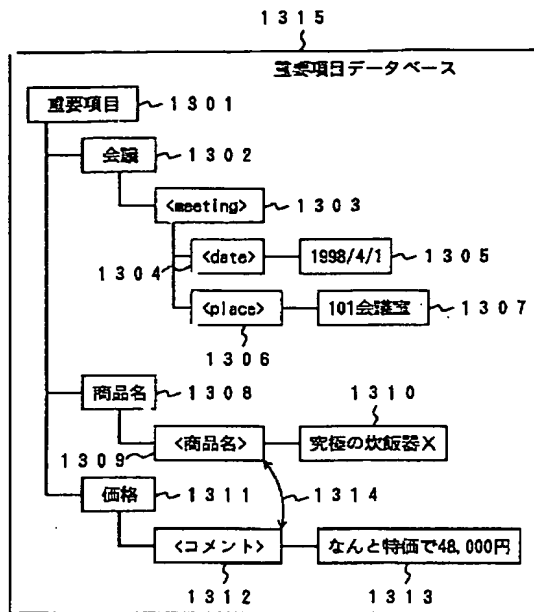 1315
重要項目データベース
重要項目 1301
会議 1302
<meeting> 1303
1304 <date> 1998/4/1 1305
<place> 101会議室 1307
1306
商品名 1308
1310
1309 <商品名> 究極の炊飯器X
価格 1311 1314
<コメント> なんと特価で48,000円
1312 1313